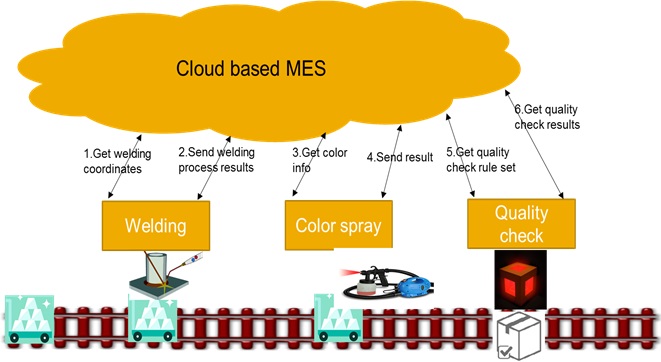 Cloud based MES
1.Get welding
coordinates
2.Send welding
process results
3.Get color
info
4.Send result
5.Get quality
check rule set
6.Get quality
check results
Welding
Color spray
Quality
check